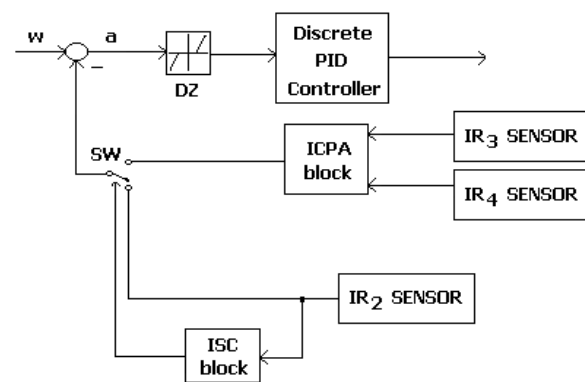 w
a
–
DZ
Discrete
PID
Controller
SW
ICPA
block
IR3 SENSOR
IR4 SENSOR
IR2 SENSOR
ISC
block